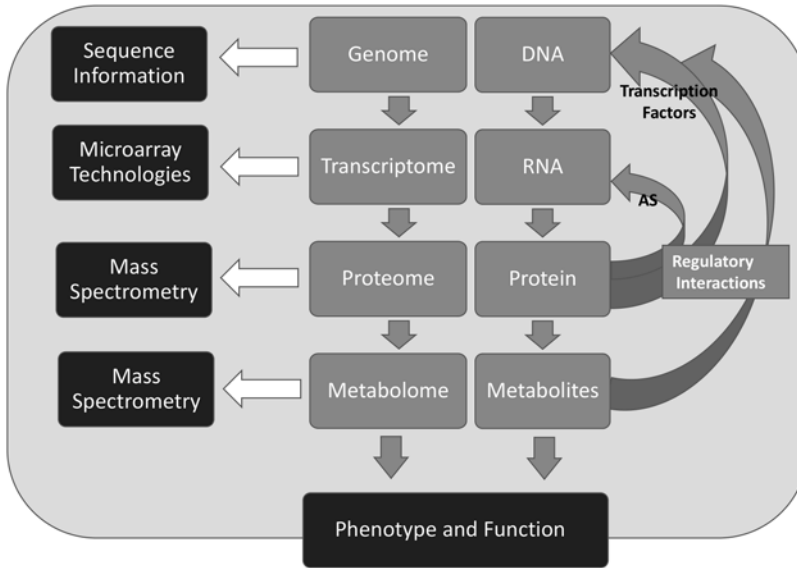 Sequence
Information
Genome
DNA
Transcription
Factors
Microarray
Technologies
Transcriptome
RNA
AS
Mass
Spectrometry
Proteome
Protein
Regulatory
Interactions
Mass
Spectrometry
Metabolome
Metabolites
Phenotype and Function